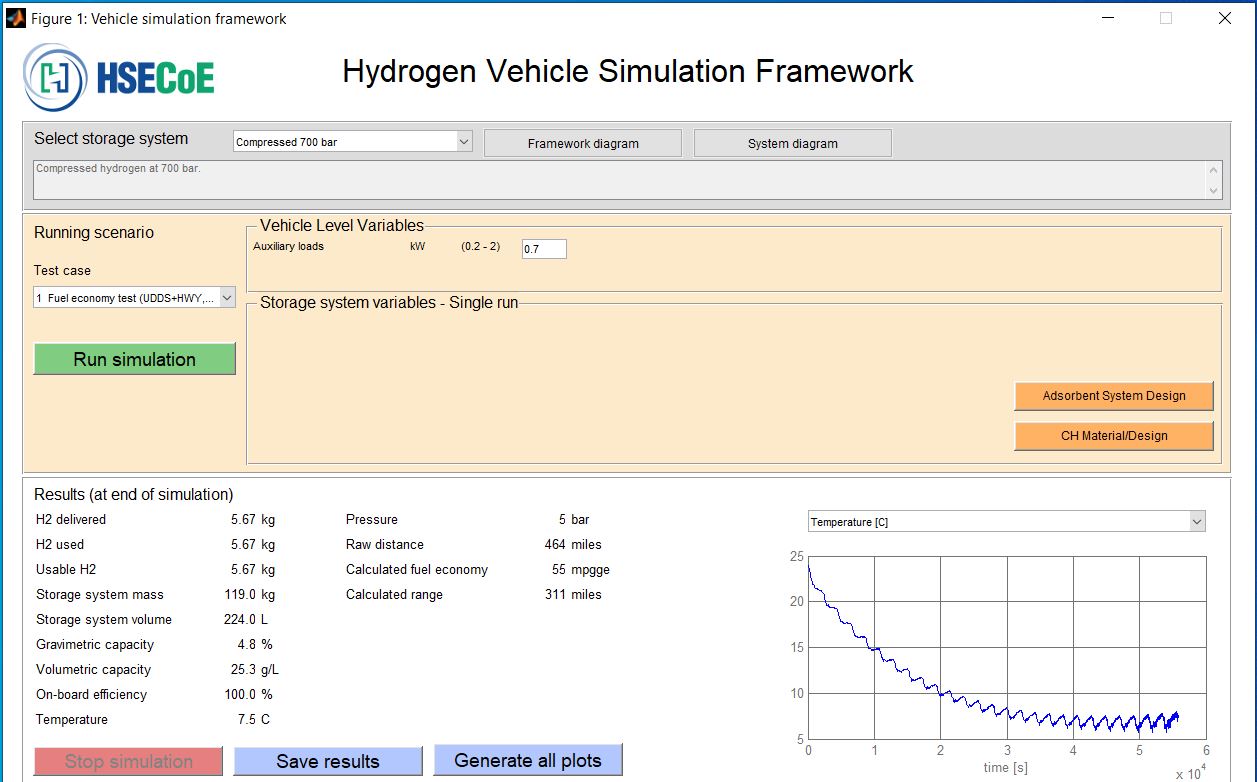 Figure 1: Vehicle simulation framework
HSECoE
Hydrogen Vehicle Simulation Framework
Select storage system
Compressed 700 bar
Framework diagram
System diagram
Compressed hydrogen at 700 bar.
Running scenario
Vehicle Level Variables
Auxiliary loads kW (0.2 - 2) 0.7
Test case
1 Fuel economy test (UDDS+HWY,...
Storage system variables - Single run
Run simulation
Adsorbent System Design
CH Material/Design
Results (at end of simulation)
H2 delivered 5.67 kg Pressure 5 bar
H2 used 5.67 kg Raw distance 464 miles
Usable H2 5.67 kg Calculated fuel economy 55 mpgge
Storage system mass 119.0 kg Calculated range 311 miles
Storage system volume 224.0 L
Gravimetric capacity 4.8 %
Volumetric capacity 25.3 g/L
On-board efficiency 100.0 %
Temperature 7.5 C
Stop simulation
Save results
Generate all plots
Temperature [C]
25
20
15
10
5
0 1 2 3 4 5 6
time [s]
x 10^4